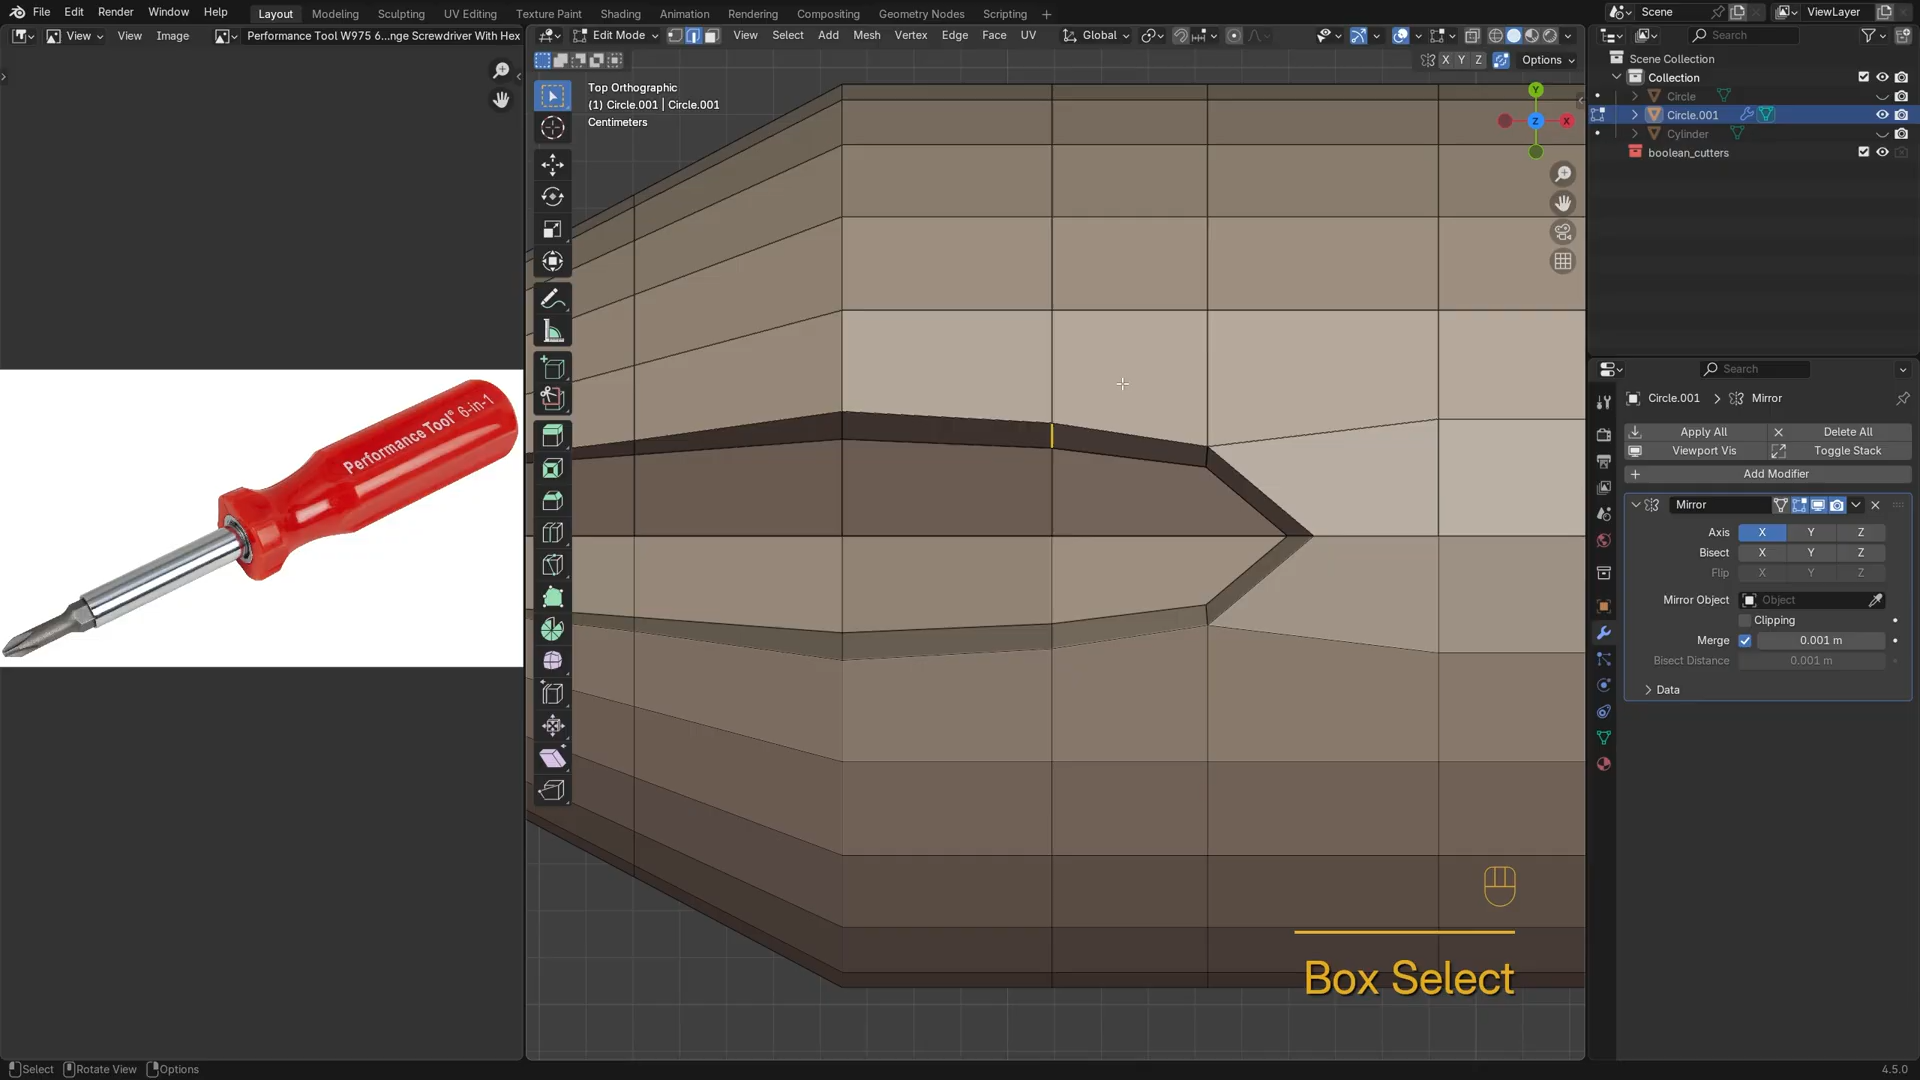 File Edit Render Window Help
Layout Modeling Sculpting UV Editing Texture Paint Shading Animation Rendering Compositing Geometry Nodes Scripting
Scene ViewLayer
View View Image Performance Tool W975 6...nge Screwdriver With Hex
Edit Mode View Select Add Mesh Vertex Edge Face UV Global
Search
X Y Z Options
Top Orthographic
(1) Circle.001 | Circle.001
Centimeters
Y
Z
X
Scene Collection
Collection
Circle
Circle.001
Cylinder
boolean_cutters
Search
Circle.001 > Mirror
Apply All Delete All
Viewport Vis Toggle Stack
Add Modifier
Mirror
Axis X Y Z
Bisect X Y Z
Flip X Y Z
Mirror Object Object
Clipping
Merge 0.001 m
Bisect Distance 0.001 m
Data
Performance Tool® 6-in-1
Box Select
Select Rotate View Options
4.5.0